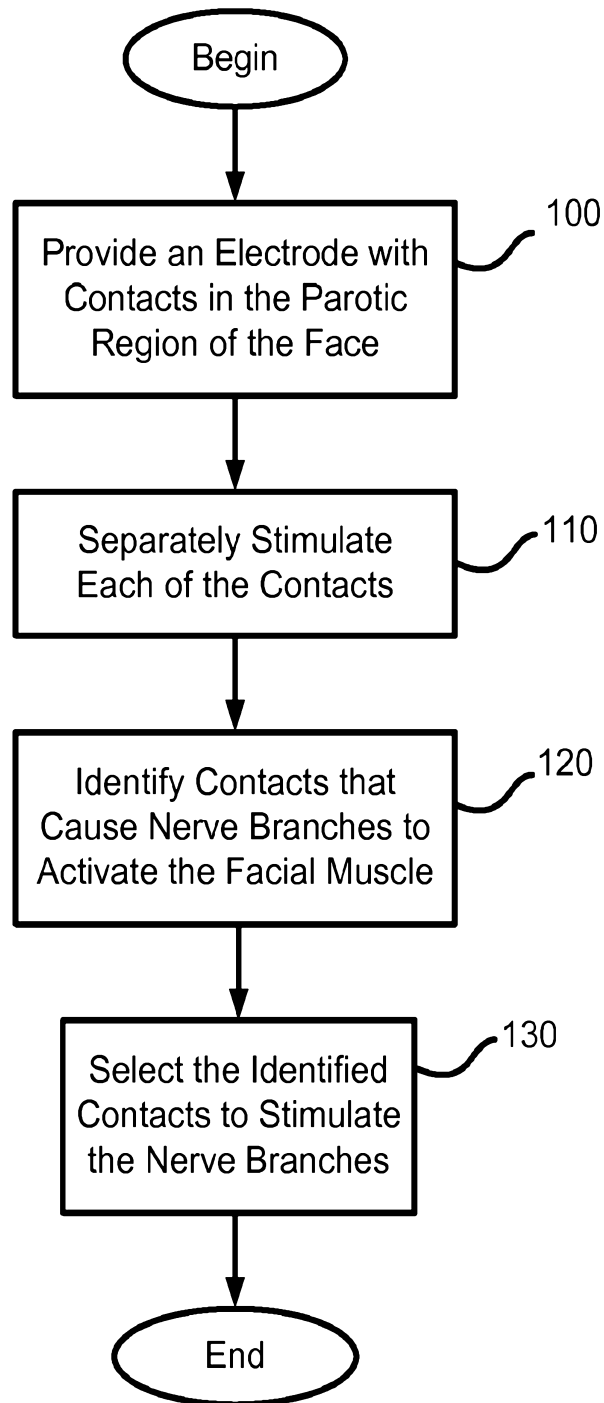 Begin
100
Provide an Electrode with
Contacts in the Parotic
Region of the Face
110
Separately Stimulate
Each of the Contacts
120
Identify Contacts that
Cause Nerve Branches to
Activate the Facial Muscle
130
Select the Identified
Contacts to Stimulate
the Nerve Branches
End